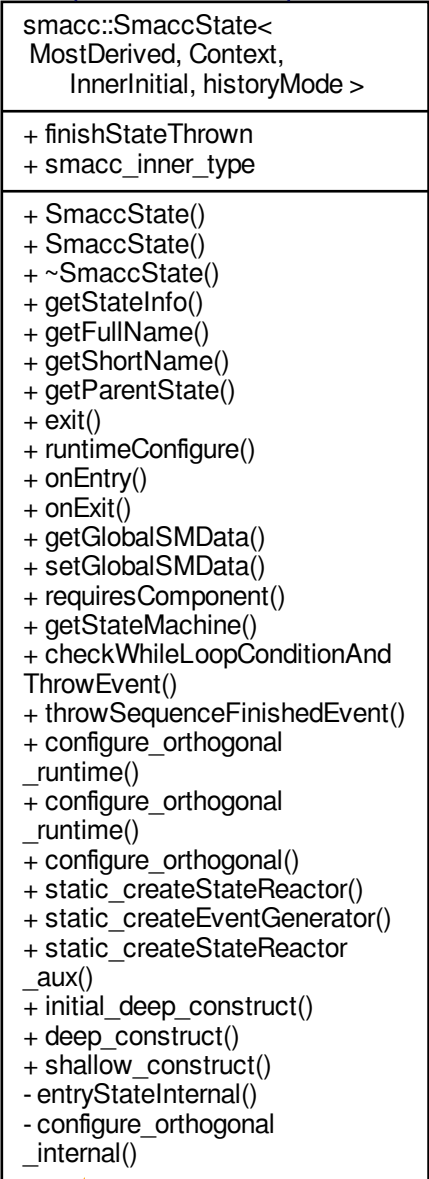 smacc::SmaccState<
MostDerived, Context,
InnerInitial, historyMode >
+ finishStateThrown
+ smacc_inner_type
+ SmaccState()
+ SmaccState()
+ ~SmaccState()
+ getStateInfo()
+ getFullName()
+ getShortName()
+ getParentState()
+ exit()
+ runtimeConfigure()
+ onEntry()
+ onExit()
+ getGlobalSMData()
+ setGlobalSMData()
+ requiresComponent()
+ getStateMachine()
+ checkWhileLoopConditionAnd
ThrowEvent()
+ throwSequenceFinishedEvent()
+ configure_orthogonal
_runtime()
+ configure_orthogonal
_runtime()
+ configure_orthogonal()
+ static_createStateReactor()
+ static_createEventGenerator()
+ static_createStateReactor
_aux()
+ initial_deep_construct()
+ deep_construct()
+ shallow_construct()
- entryStateInternal()
- configure_orthogonal
_internal()